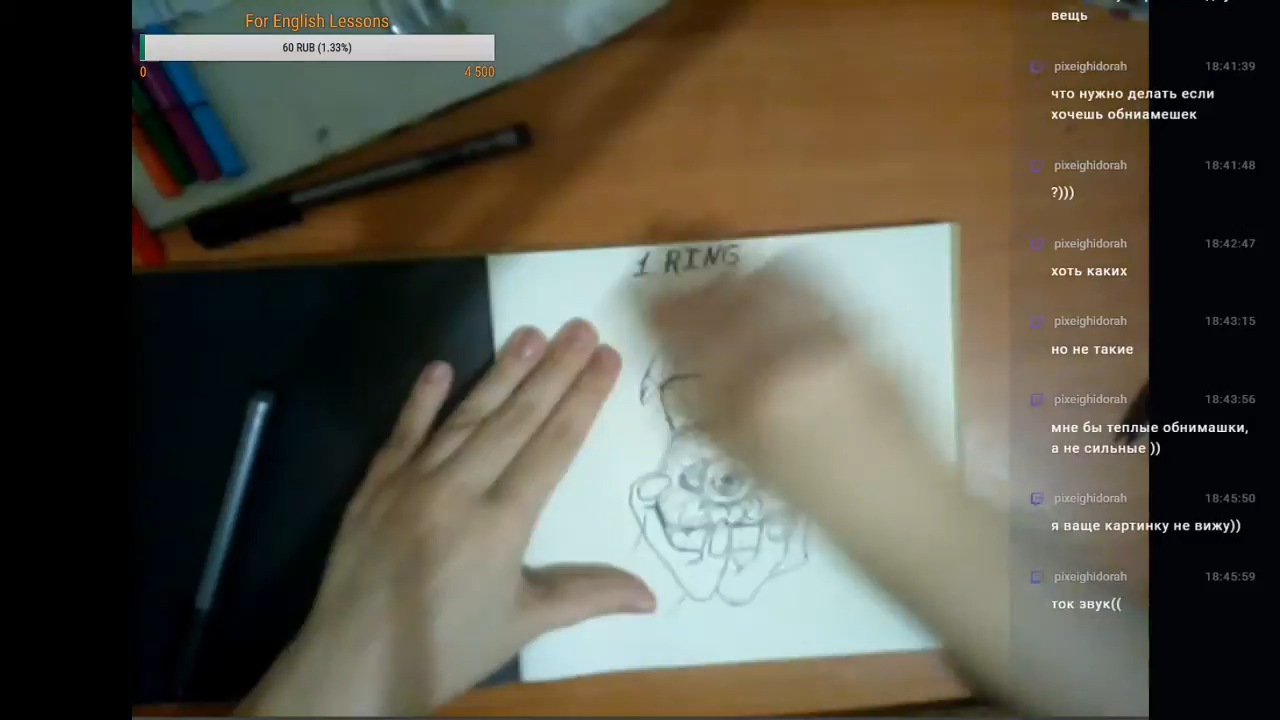 For English Lessons
60 RUB (1.33%)
0
4 500
1 RING
вещь
pixeighidorah 18:41:39
что нужно делать если
хочешь обниамешек
pixeighidorah 18:41:48
?)))
pixeighidorah 18:42:47
хоть каких
pixeighidorah 18:43:15
но не такие
pixeighidorah 18:43:56
мне бы теплые обнимашки,
а не сильные ))
pixeighidorah 18:45:50
я ваще картинку не вижу))
pixeighidorah 18:45:59
ток звук((